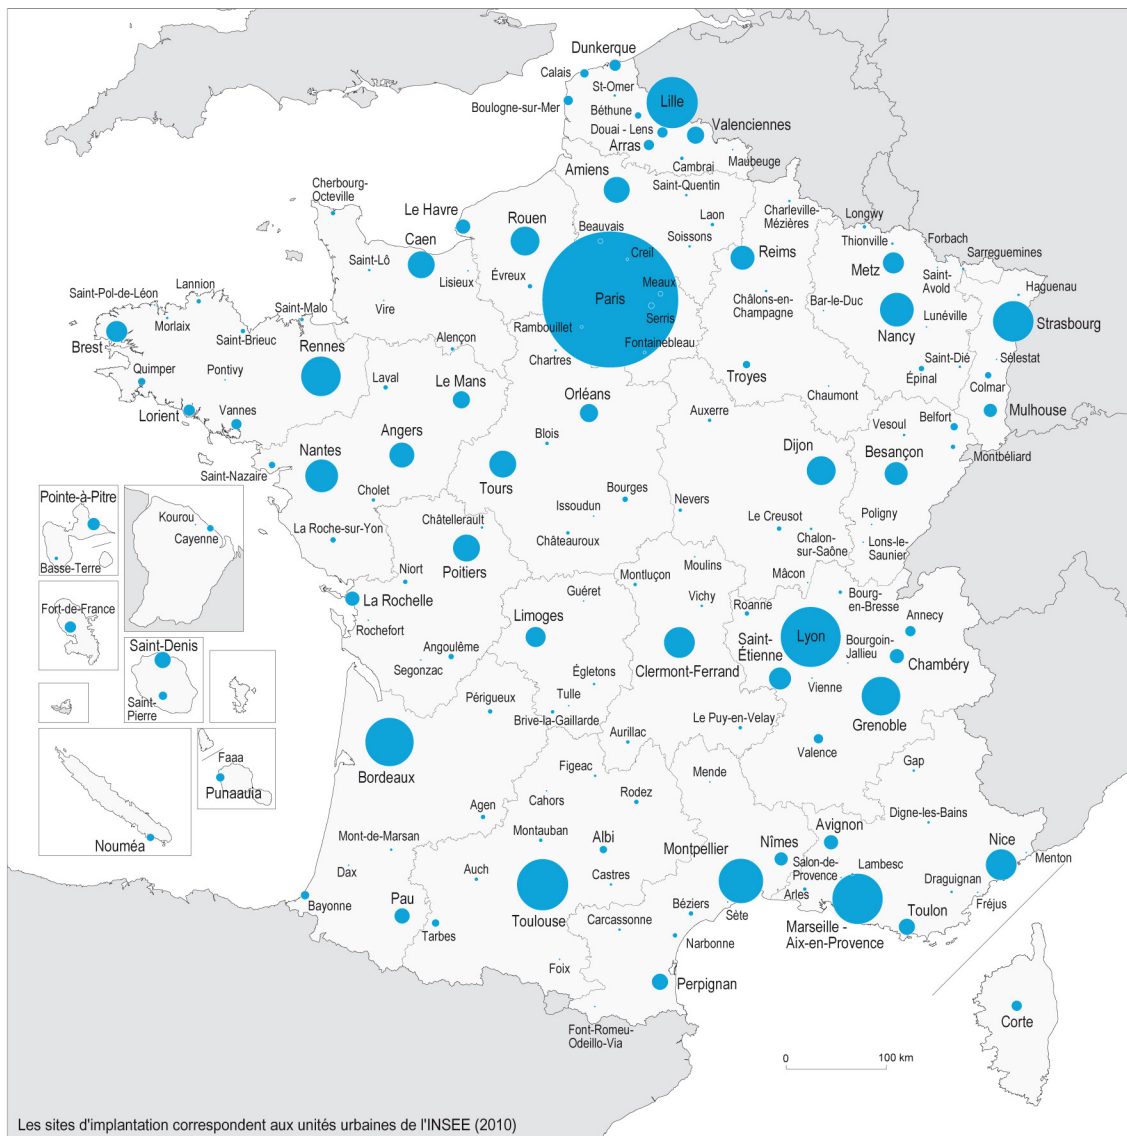 Dunkerque
Calais
St-Omer
Boulogne-sur-Mer
Béthune
Lille
Douai - Lens
Valenciennes
Arras
Cambrai
Maubeuge
Amiens
Saint-Quentin
Cherbourg-
Octeville
Le Havre
Rouen
Beauvais
Laon
Charleville-
Mézières
Longwy
Caen
Soissons
Reims
Thionville
Forbach
Sarreguemines
Saint-Lô
Lisieux
Évreux
Creil
Metz
Saint-
Avold
Haguenau
Saint-Pol-de-Léon
Lannion
Vire
Paris
Meaux
Châlons-en-
Champagne
Bar-le-Duc
Lunéville
Morlaix
Saint-Malo
Serris
Nancy
Strasbourg
Brest
Saint-Brieuc
Alençon
Rambouillet
Fontainebleau
Chartres
Rennes
Saint-Dié
Sélestat
Quimper
Pontivy
Laval
Le Mans
Troyes
Épinal
Colmar
Lorient
Vannes
Orléans
Chaumont
Mulhouse
Auxerre
Vesoul
Belfort
Angers
Blois
Nantes
Dijon
Besançon
Montbéliard
Saint-Nazaire
Tours
Cholet
Bourges
Nevers
Pointe-à-Pitre
Kourou
Cayenne
Basse-Terre
La Roche-sur-Yon
Châtellerault
Issoudun
Châteauroux
Le Creusot
Chalon-
sur-Saône
Poligny
Lons-le-
Saunier
Poitiers
Moulins
Mâcon
Niort
Montluçon
Fort-de-France
La Rochelle
Guéret
Vichy
Roanne
Bourg-
en-Bresse
Annecy
Rochefort
Limoges
Lyon
Saint-Denis
Saint-
Étienne
Bourgoin-
Jallieu
Chambéry
Angoulême
Segonzac
Clermont-Ferrand
Égletons
Vienne
Saint-
Pierre
Périgueux
Tulle
Brive-la-Gaillarde
Le Puy-en-Velay
Grenoble
Aurillac
Valence
Bordeaux
Faaa
Punaauia
Figeac
Mende
Gap
Cahors
Rodez
Agen
Digne-les-Bains
Nouméa
Mont-de-Marsan
Montauban
Albi
Avignon
Nîmes
Nice
Montpellier
Menton
Dax
Auch
Castres
Salon-de-
Provence
Lambesc
Arles
Draguignan
Fréjus
Bayonne
Pau
Toulouse
Béziers
Sète
Toulon
Tarbes
Carcassonne
Marseille -
Aix-en-Provence
Narbonne
Foix
Perpignan
Font-Romeu-
Odeillo-Via
Corte
0 100 km
Les sites d'implantation correspondent aux unités urbaines de l'INSEE (2010)